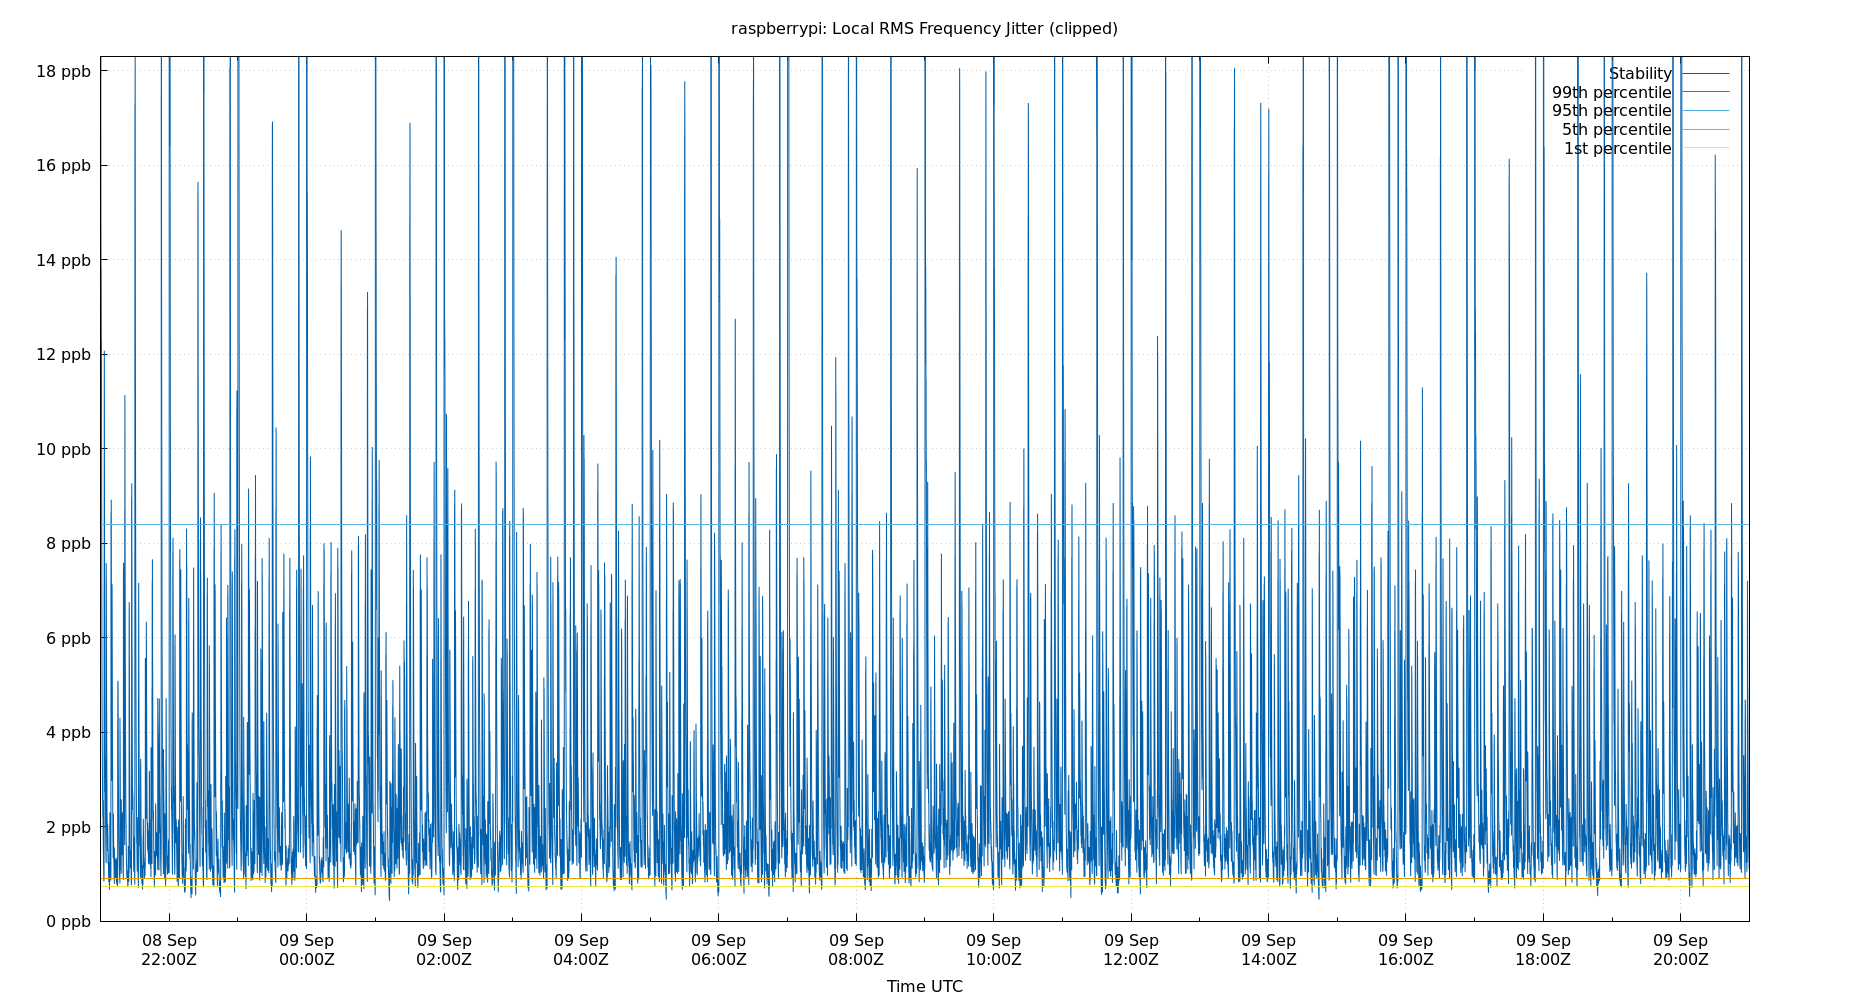 raspberrypi: Local RMS Frequency Jitter (clipped)
18 ppb
16 ppb
14 ppb
12 ppb
10 ppb
8 ppb
6 ppb
4 ppb
2 ppb
0 ppb
Stability
99th percentile
95th percentile
5th percentile
1st percentile
08 Sep
22:00Z
09 Sep
00:00Z
09 Sep
02:00Z
09 Sep
04:00Z
09 Sep
06:00Z
09 Sep
08:00Z
09 Sep
10:00Z
09 Sep
12:00Z
09 Sep
14:00Z
09 Sep
16:00Z
09 Sep
18:00Z
09 Sep
20:00Z
Time UTC